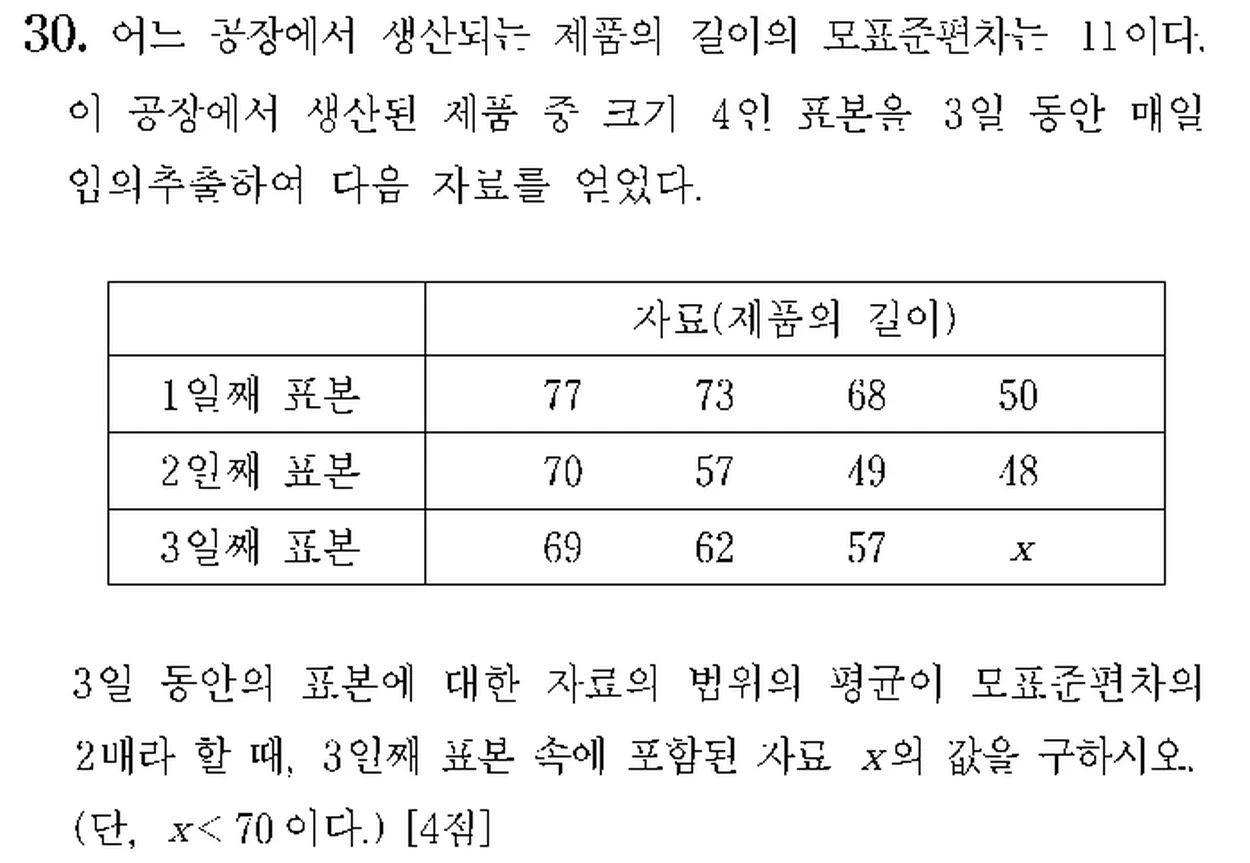 30. 어느 공장에서 생산되는 제품의 길이의 모표준편차는 11이다.
이 공장에서 생산된 제품 중 크기 4인 표본을 3일 동안 매일
임의추출하여 다음 자료를 얻었다.
자료(제품의 길이)
1일째 표본 77 73 68 50
2일째 표본 70 57 49 48
3일째 표본 69 62 57 x
3일 동안의 표본에 대한 자료의 범위의 평균이 모표준편차의
2배라 할 때, 3일째 표본 속에 포함된 자료 x의 값을 구하시오.
(단, x< 70이다.) [4점]